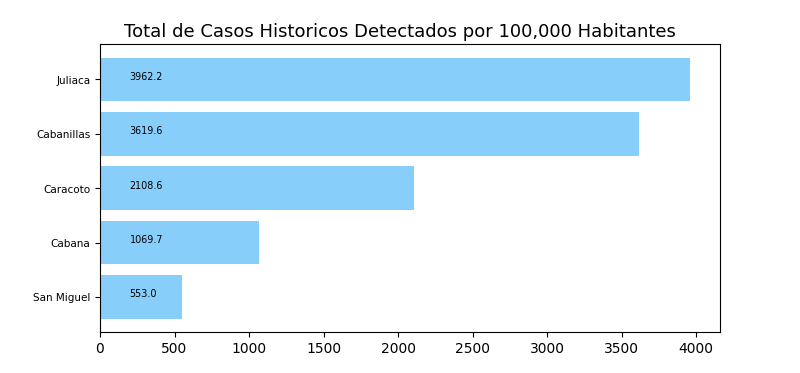 Total de Casos Historicos Detectados por 100,000 Habitantes
Juliaca 3962.2
Cabanillas 3619.6
Caracoto 2108.6
Cabana 1069.7
San Miguel 553.0
0 500 1000 1500 2000 2500 3000 3500 4000